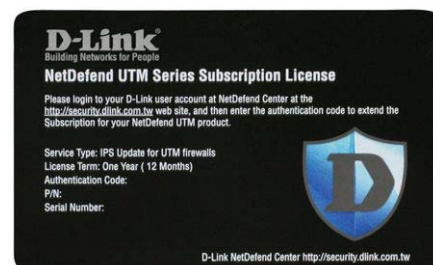 D-Link
Building Networks for People
NetDefend UTM Series Subscription License
Please login to your D-Link user account at NetDefend Center at the
http://security.dlink.com.tw web site, and then enter the authentication code to extend the
Subscription for your NetDefend UTM product.
Service Type: IPS Update for UTM firewalls
License Term: One Year ( 12 Months)
Authentication Code:
P/N:
Serial Number:
D
D-Link NetDefend Center http://security.dlink.com.tw